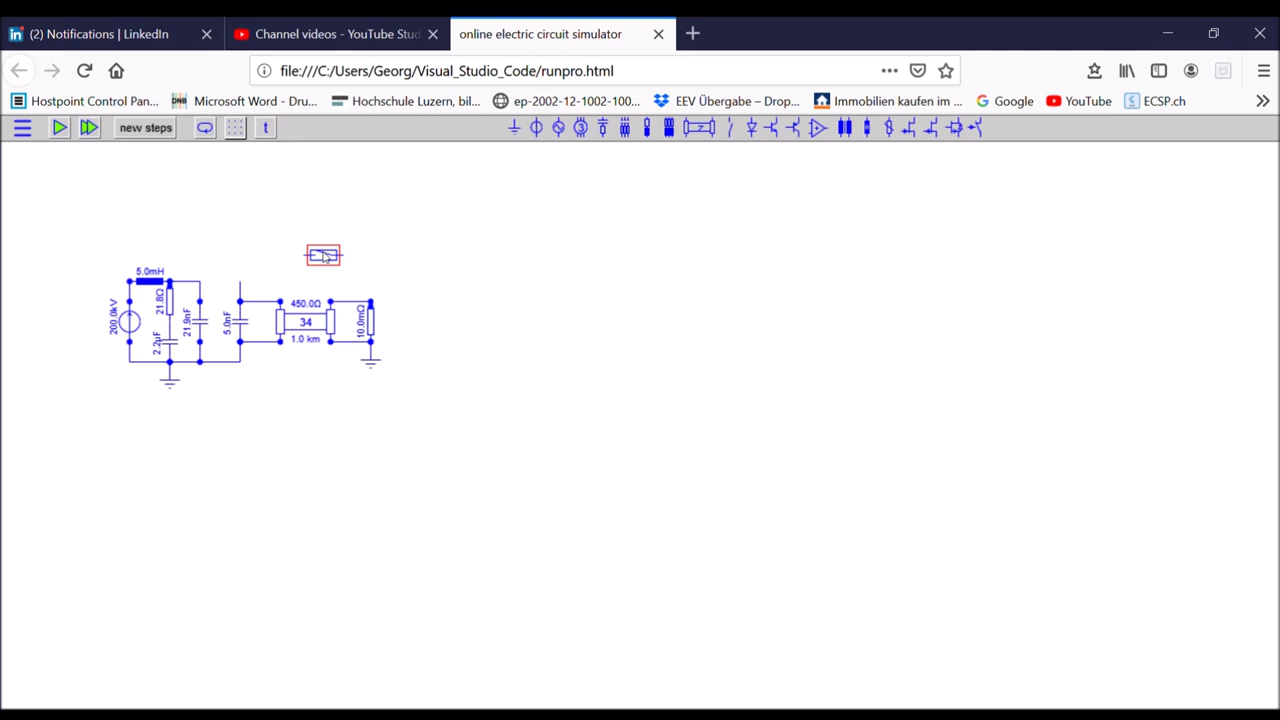 (2) Notifications | LinkedIn
Channel videos - YouTube Stud
online electric circuit simulator
file:///C:/Users/Georg/Visual_Studio_Code/runpro.html
Hostpoint Control Pan...
Microsoft Word - Dru...
Hochschule Luzern, bil...
ep-2002-12-1002-100...
EEV Übergabe – Drop...
Immobilien kaufen im ...
Google
YouTube
ECSP.ch
new steps
t
5.0mH
200.0kV
21.8Ω
2.2µF
21.9nF
5.0nF
450.0Ω
34
1.0 km
10.0mΩ